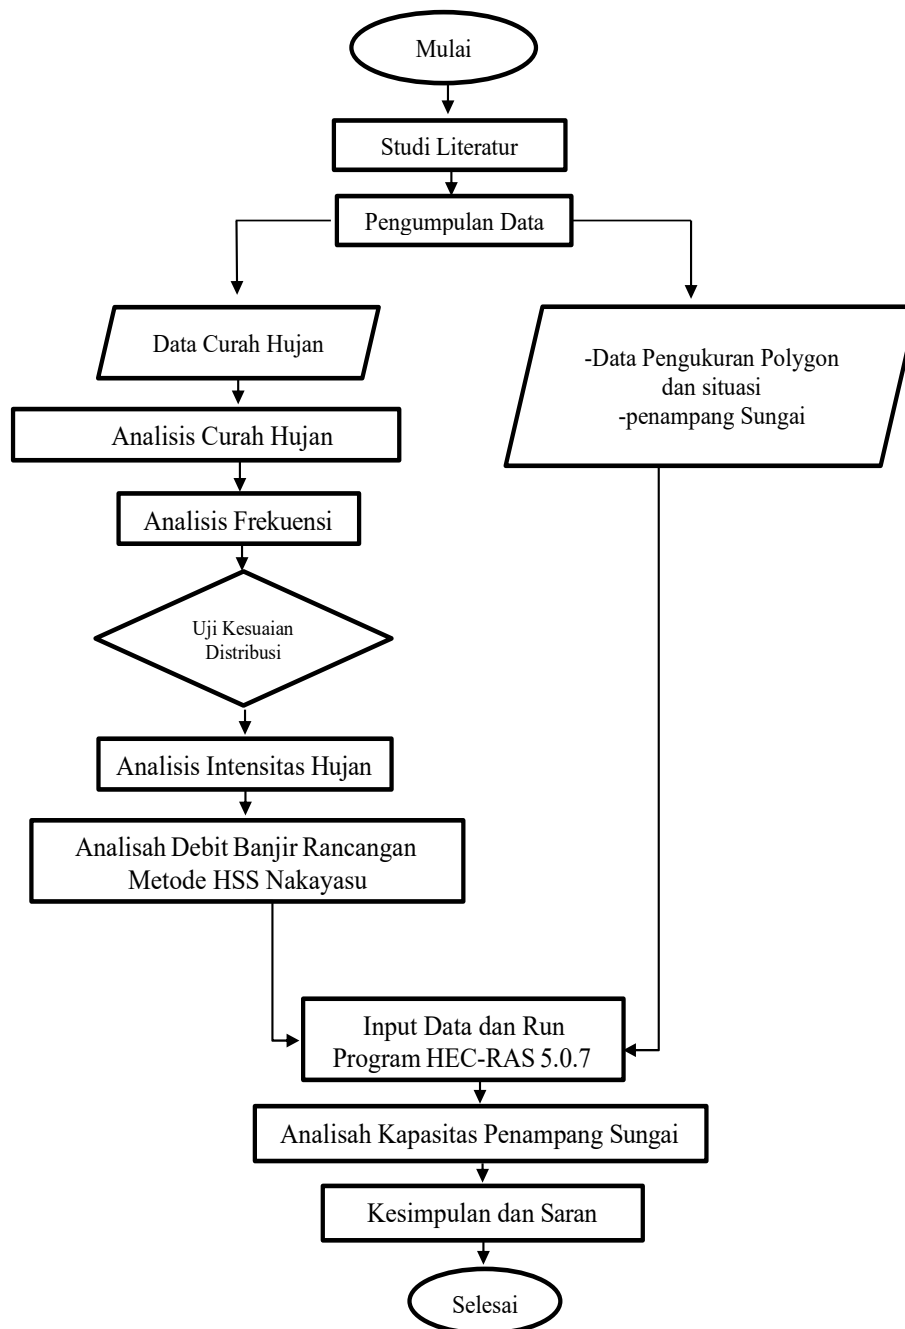 Mulai
Studi Literatur
Pengumpulan Data
Data Curah Hujan
-Data Pengukuran Polygon
dan situasi
-penampang Sungai
Analisis Curah Hujan
Analisis Frekuensi
Uji Kesuaian
Distribusi
Analisis Intensitas Hujan
Analisah Debit Banjir Rancangan
Metode HSS Nakayasu
Input Data dan Run
Program HEC-RAS 5.0.7
Analisah Kapasitas Penampang Sungai
Kesimpulan dan Saran
Selesai